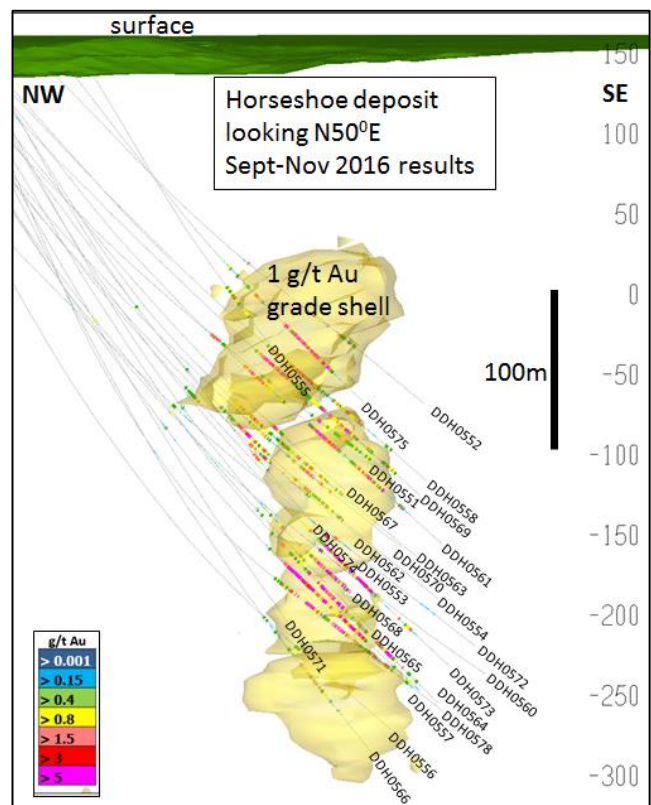 surface
150
NW
SE
Horseshoe deposit
looking N50⁰E
Sept-Nov 2016 results
100
50
1 g/t Au
grade shell
0
100m
-50
DDH0555
DDH0552
DDH0575
-100
DDH0558
DDH0569
DDH0551
DDH0567
DDH0561
-150
DDH0563
DDH0570
DDH0562
DDH0574
DDH0553
DDH0554
-200
DDH0568
DDH0572
DDH0565
DDH0560
DDH0571
DDH0573
-250
DDH0564
DDH0578
DDH0557
DDH0556
DDH0566
-300
g/t Au
> 0.001
> 0.15
> 0.4
> 0.8
> 1.5
> 3
> 5